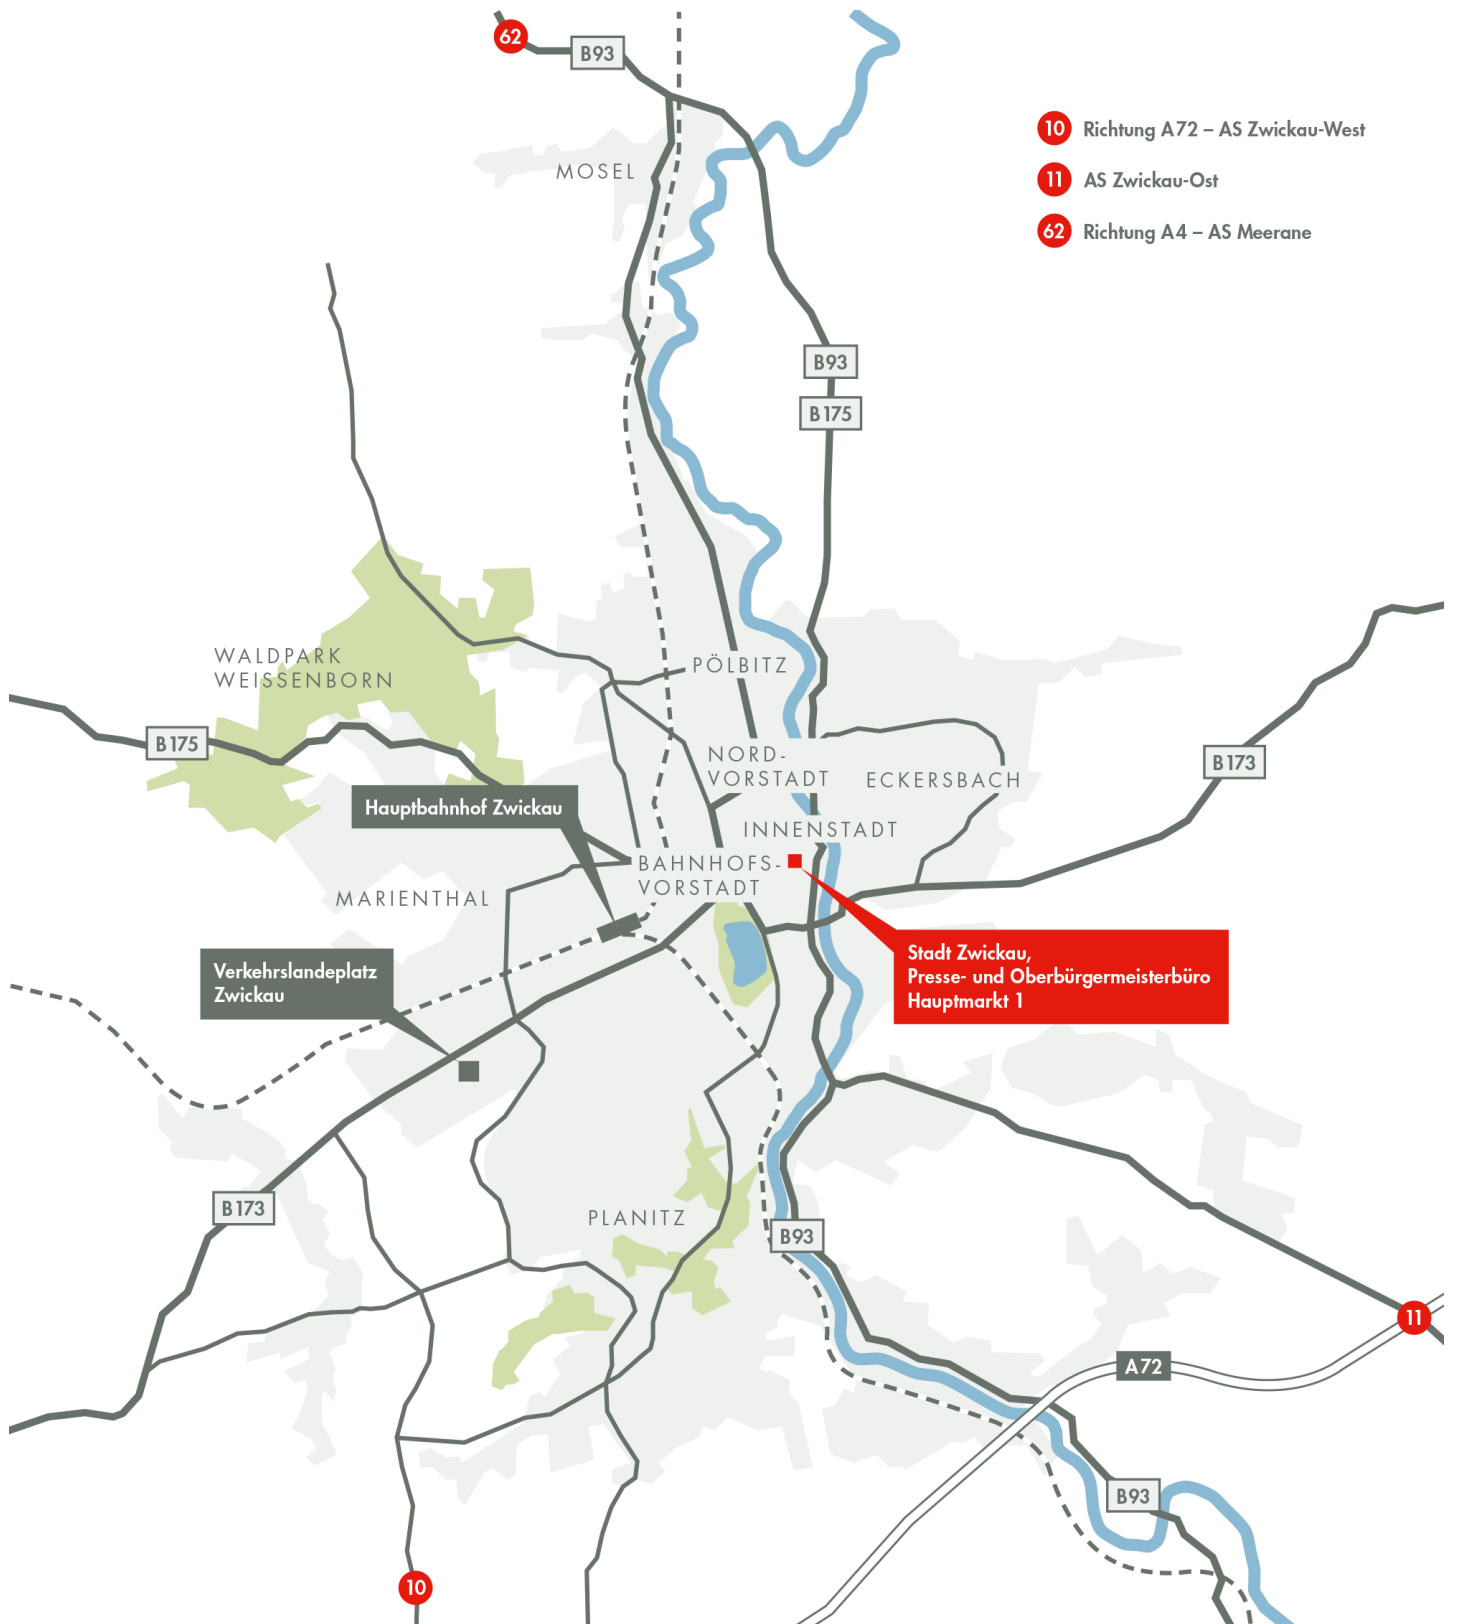 62
B93
10 Richtung A72 – AS Zwickau-West
11 AS Zwickau-Ost
62 Richtung A4 – AS Meerane
MOSEL
B93
B175
WALDPARK
WEISSENBORN
PÖLBITZ
B175
NORD-
VORSTADT
ECKERSBACH
B173
Hauptbahnhof Zwickau
INNENSTADT
BAHNHOFS-
VORSTADT
MARIENTHAL
Verkehrslandeplatz
Zwickau
Stadt Zwickau,
Presse- und Oberbürgermeisterbüro
Hauptmarkt 1
B173
PLANITZ
B93
11
A72
B93
10